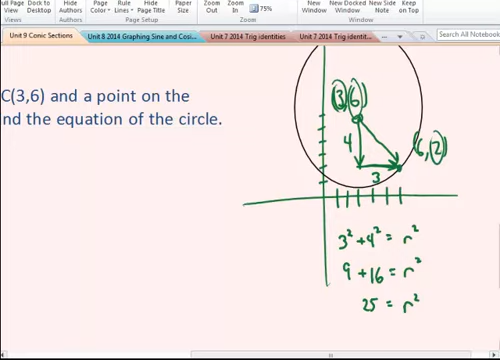 ull Page View
Dock to Desktop
Hide Authors
Page Color
Rule Lines
Hide Page Title
Paper Size
Zoom Out
Zoom In
75%
New Window
New Docked Window
New Side Note
Keep on Top
Views
Authors
Page Setup
Zoom
Window
Unit 9 Conic Sections
Unit 8 2014 Graphing Sine and Cosi...
Unit 7 2014 Trig identities
Unit 7 2014 Trig identi...
Search All Notebooks
C(3,6) and a point on the
nd the equation of the circle.
(3,6)
4
(6,2)
3
3² + 4² = r²
9 + 16 = r²
25 = r²